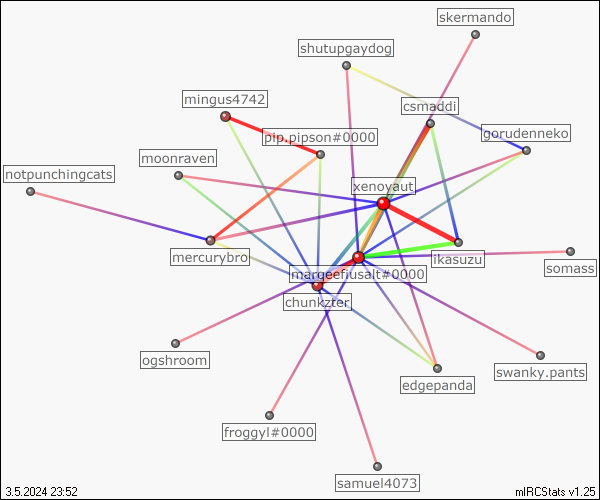 skermando
shutupgaydog
mingus4742
csmaddi
gorudenneko
pip.pipson#0000
moonraven
notpunchingcats
xenoyaut
mercurybro
ikasuzu
somass
margeefiusalt#0000
chunkzter
ogshroom
swanky.pants
edgepanda
froggyl#0000
samuel4073
3.5.2024 23:52
mIRCStats v1.25